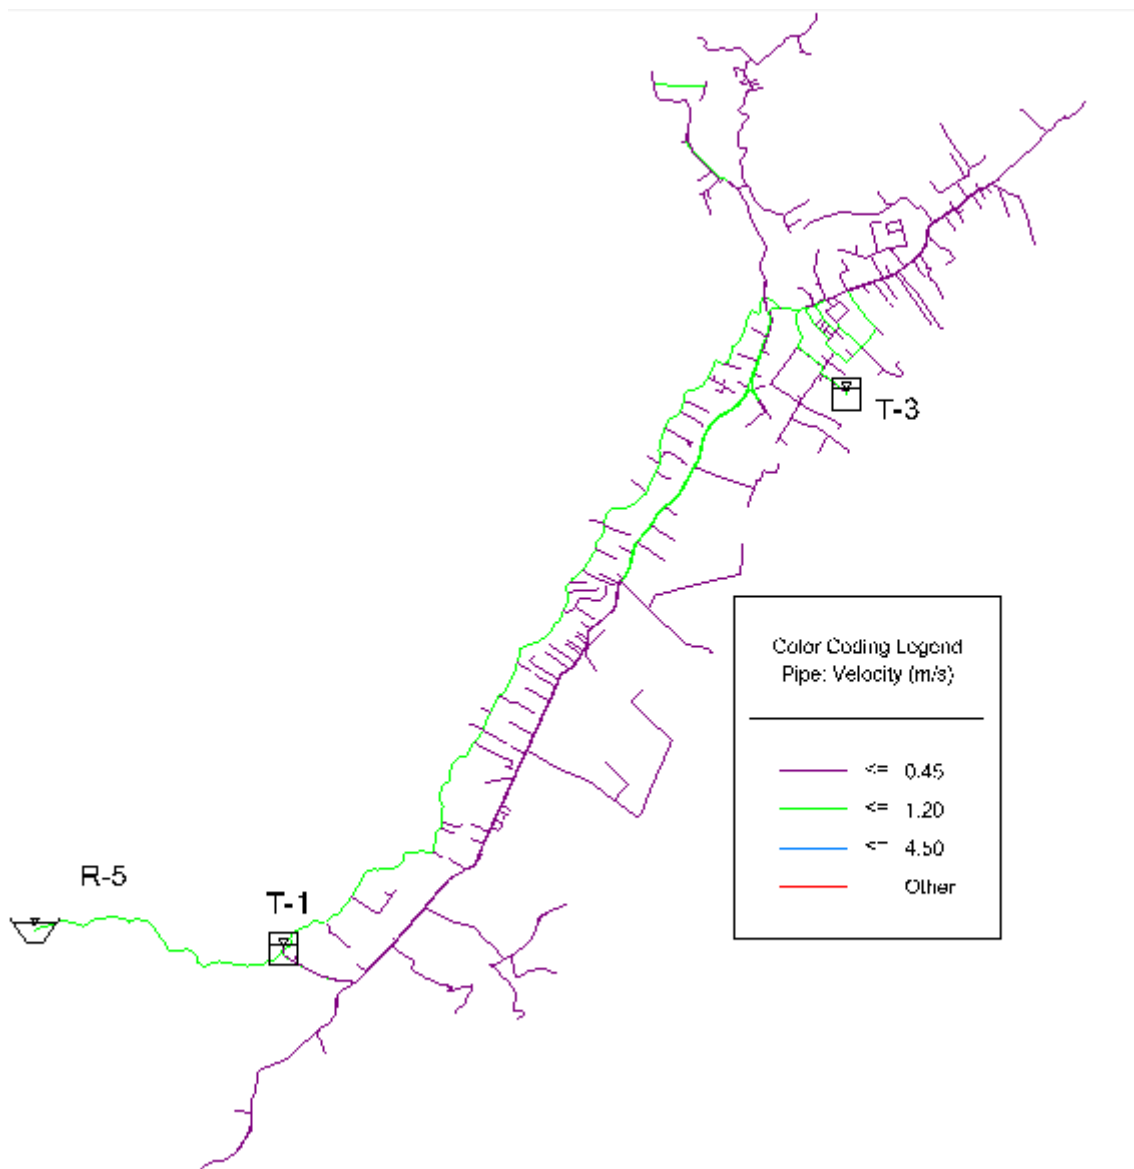 T-3
Color Coding Legend
Pipe: Velocity (m/s)
<= 0.45
<= 1.20
<= 4.50
Other
R-5
T-1